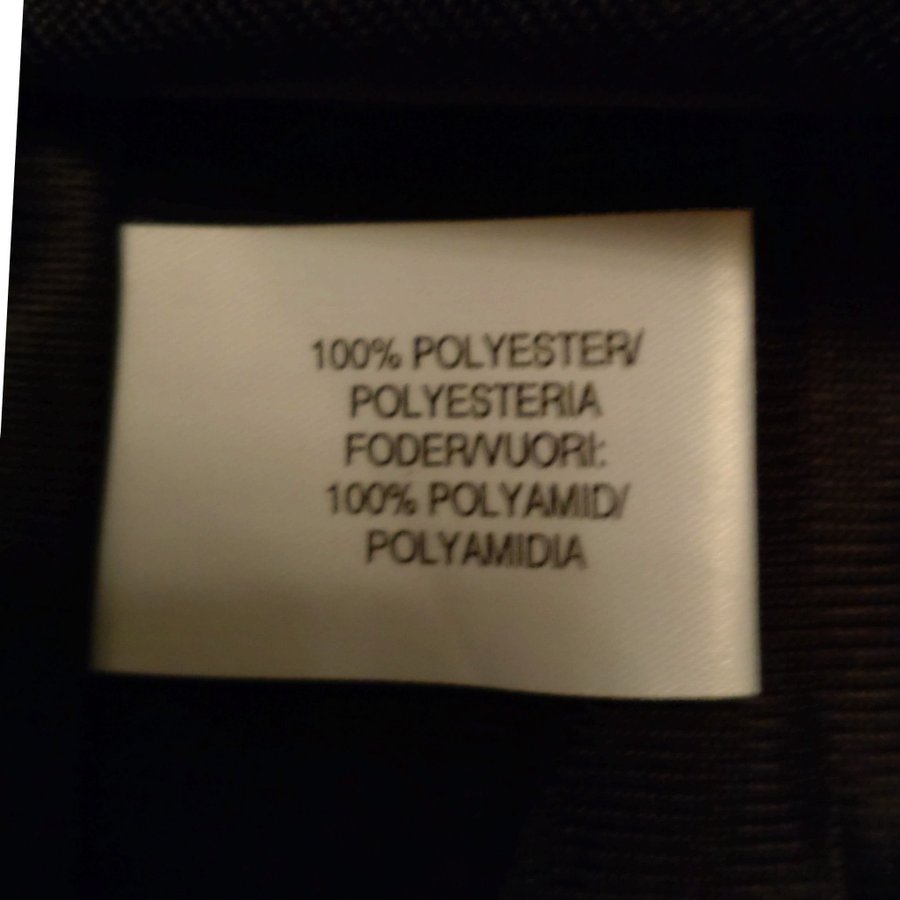 100% POLYESTER/
POLYESTERIA
FODER/VUORI:
100% POLYAMID/
POLYAMIDIA